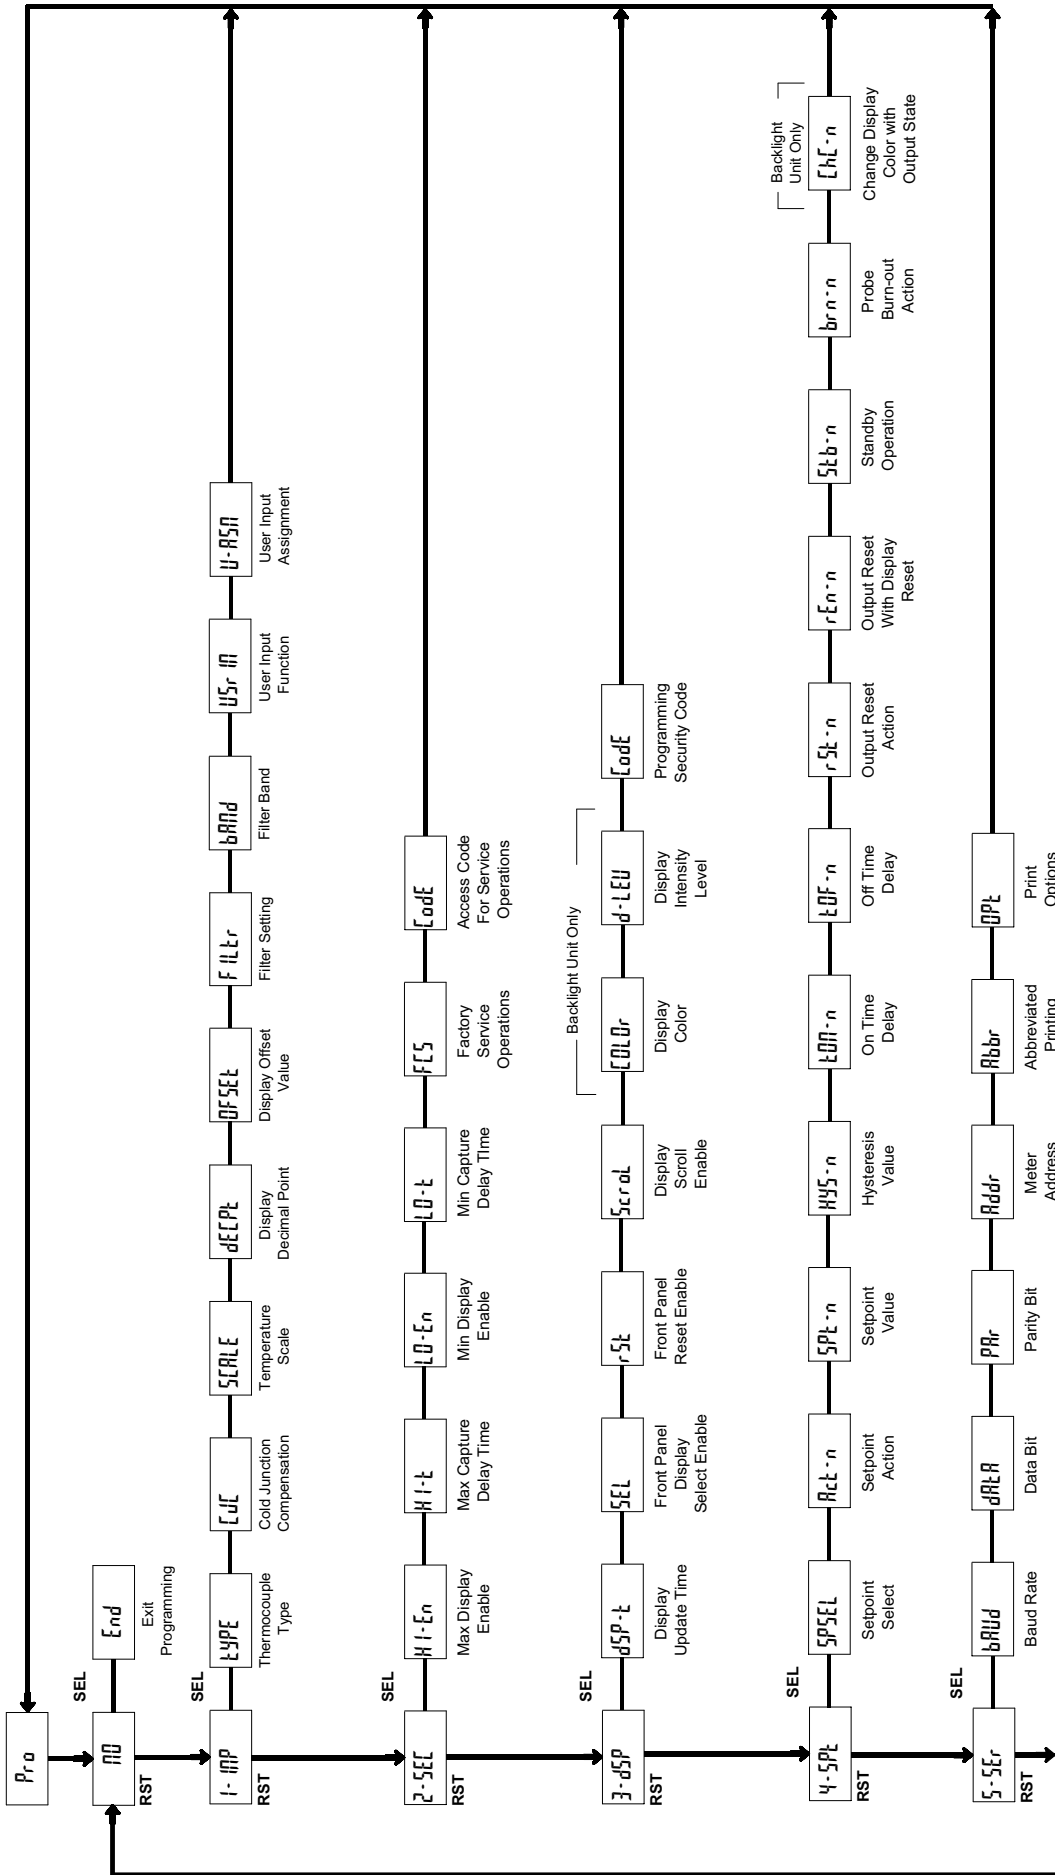 Pro
NO
SEL
RST
End
Exit
Programming
1-INP
SEL
RST
tYPE
Thermocouple
Type
CJC
Cold Junction
Compensation
SCALE
Temperature
Scale
dECPt
Display
Decimal Point
OFSEt
Display Offset
Value
FILtr
Filter Setting
bANd
Filter Band
USr IN
User Input
Function
U-ASN
User Input
Assignment
2-SEC
SEL
RST
HI-En
Max Display
Enable
HI-t
Max Capture
Delay Time
LO-En
Min Display
Enable
LO-t
Min Capture
Delay TIme
FCS
Factory
Service
Operations
CodE
Access Code
For Service
Operations
3-dSP
SEL
RST
dSP-t
Display
Update Time
SEL
Front Panel
Display
Select Enable
rSt
Front Panel
Reset Enable
ScroL
Display
Scroll
Enable
Backlight Unit Only
COLOr
Display
Color
d-LEV
Display
Intensity
Level
CodE
Programming
Security Code
4-SPt
SEL
RST
SPSEL
Setpoint
Select
Act-n
Setpoint
Action
SPt-n
Setpoint
Value
HYS-n
Hysteresis
Value
tON-n
On Time
Delay
tOF-n
Off Time
Delay
rSt-n
Output Reset
Action
rEn-n
Output Reset
With Display
Reset
Stb-n
Standby
Operation
brn-n
Probe
Burn-out
Action
Backlight
Unit Only
ChC-n
Change Display
Color with
Output State
5-SEr
SEL
RST
bAUd
Baud Rate
dAtA
Data Bit
PAr
Parity Bit
Addr
Meter
Address
Abbr
Abbreviated
Printing
OPt
Print
Options